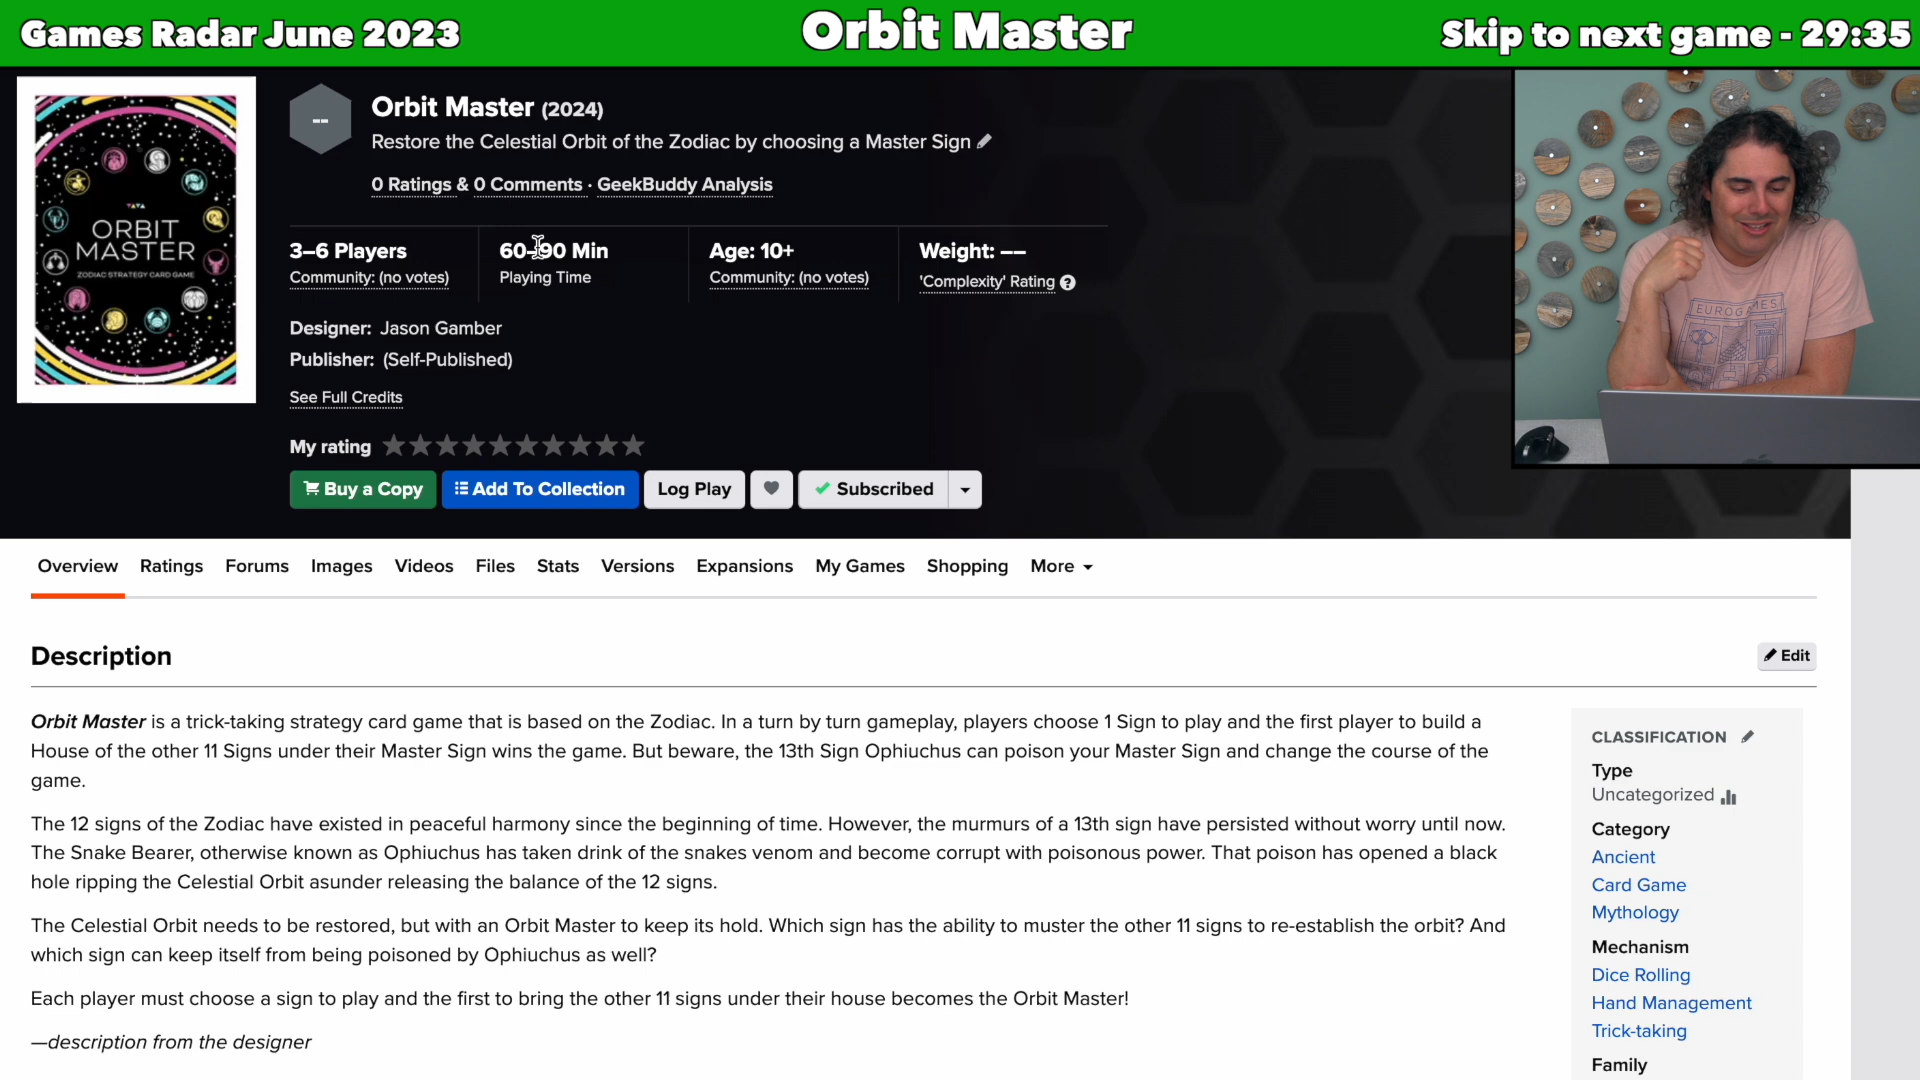 Games Radar June 2023
Orbit Master
Skip to next game - 29:35
ORBIT
MASTER
ZODIAC STRATEGY CARD GAME
--
Orbit Master (2024)
Restore the Celestial Orbit of the Zodiac by choosing a Master Sign
0 Ratings & 0 Comments · GeekBuddy Analysis
3–6 Players
Community: (no votes)
60–90 Min
Playing Time
Age: 10+
Community: (no votes)
Weight: ––
'Complexity' Rating ?
Designer: Jason Gamber
Publisher: (Self-Published)
See Full Credits
My rating
Buy a Copy
Add To Collection
Log Play
Subscribed
EUROGAMES
Overview Ratings Forums Images Videos Files Stats Versions Expansions My Games Shopping More
Description
Edit
Orbit Master is a trick-taking strategy card game that is based on the Zodiac. In a turn by turn gameplay, players choose 1 Sign to play and the first player to build a
House of the other 11 Signs under their Master Sign wins the game. But beware, the 13th Sign Ophiuchus can poison your Master Sign and change the course of the
game.
The 12 signs of the Zodiac have existed in peaceful harmony since the beginning of time. However, the murmurs of a 13th sign have persisted without worry until now.
The Snake Bearer, otherwise known as Ophiuchus has taken drink of the snakes venom and become corrupt with poisonous power. That poison has opened a black
hole ripping the Celestial Orbit asunder releasing the balance of the 12 signs.
The Celestial Orbit needs to be restored, but with an Orbit Master to keep its hold. Which sign has the ability to muster the other 11 signs to re-establish the orbit? And
which sign can keep itself from being poisoned by Ophiuchus as well?
Each player must choose a sign to play and the first to bring the other 11 signs under their house becomes the Orbit Master!
—description from the designer
CLASSIFICATION
Type
Uncategorized
Category
Ancient
Card Game
Mythology
Mechanism
Dice Rolling
Hand Management
Trick-taking
Family